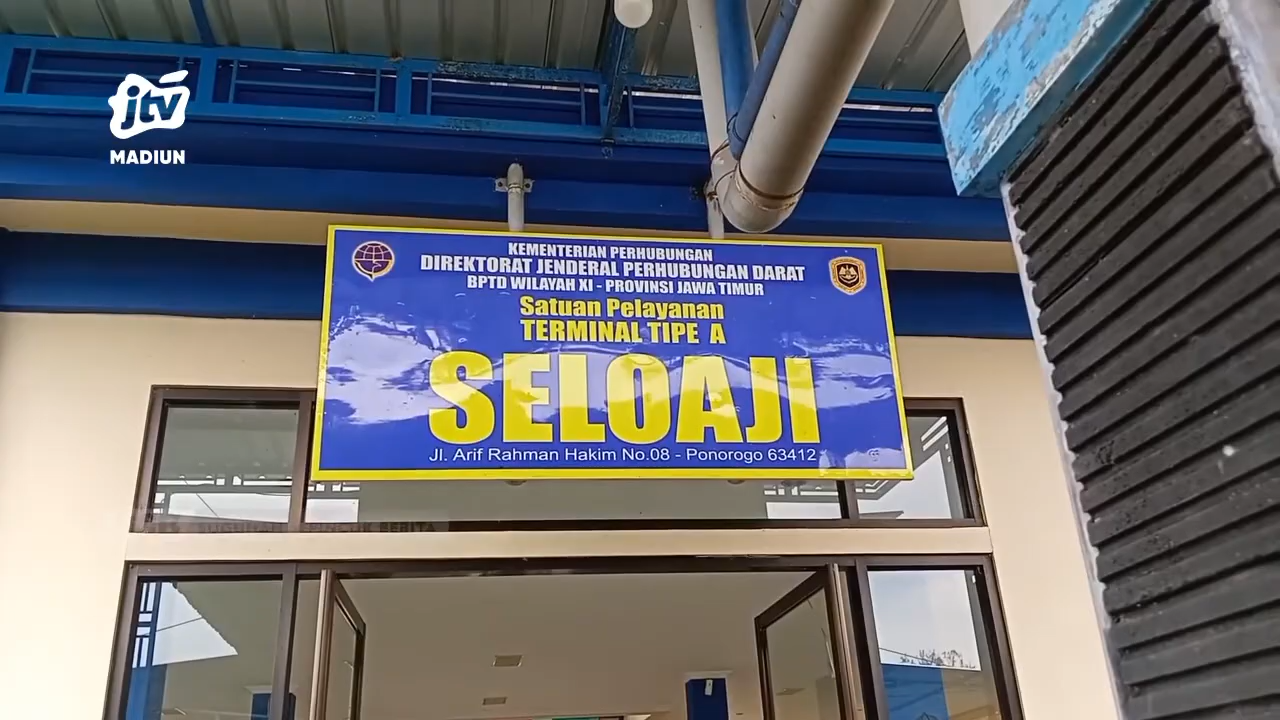 jtv
MADIUN
KEMENTERIAN PERHUBUNGAN
DIREKTORAT JENDERAL PERHUBUNGAN DARAT
BPTD WILAYAH XI - PROVINSI JAWA TIMUR
Satuan Pelayanan
TERMINAL TIPE A
SELOAJI
Jl. Arif Rahman Hakim No.08 - Ponorogo 63412